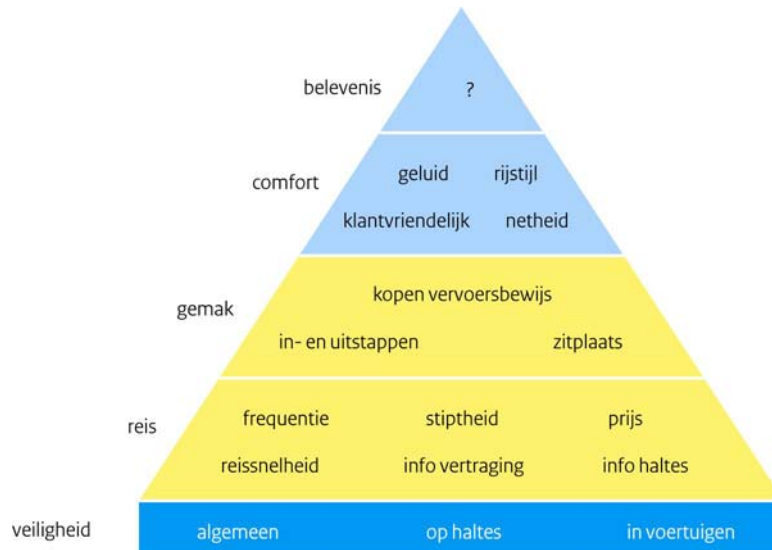 belevenis ?
comfort geluid rijstijl
klantvriendelijk netheid
gemak kopen vervoersbewijs
in- en uitstappen zitplaats
reis frequentie stiptheid prijs
reissnelheid info vertraging info haltes
veiligheid algemeen op haltes in voertuigen